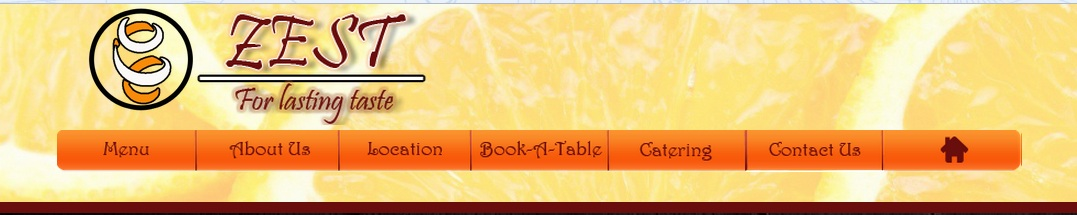 ZEST
For lasting taste
Menu About Us Location Book-A-Table Catering Contact Us